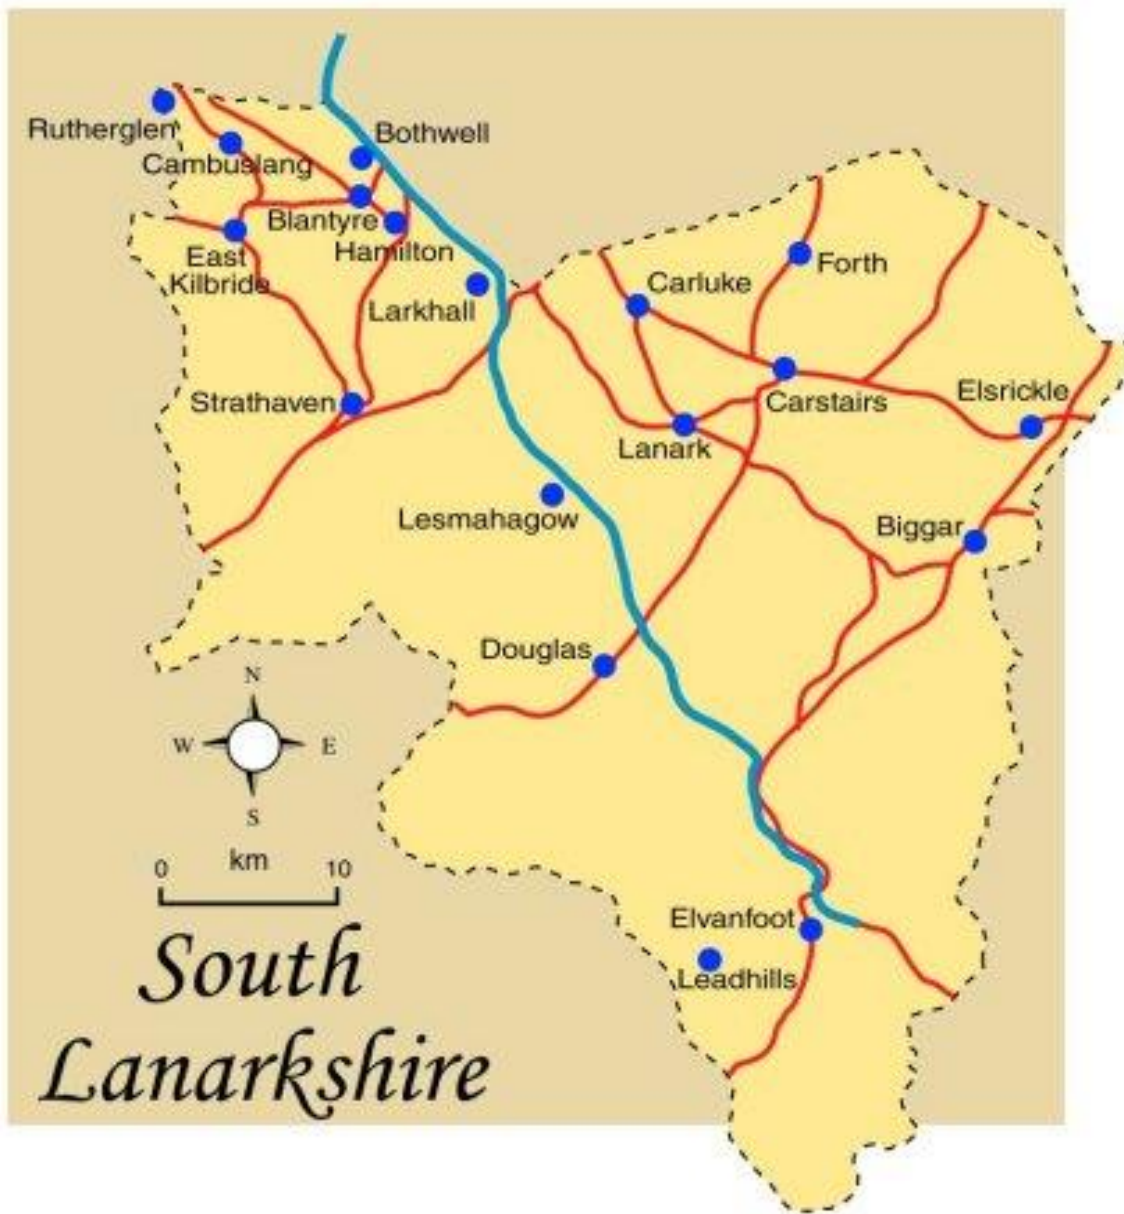 Rutherglen
Bothwell
Cambuslang
Blantyre
Hamilton
East
Kilbride
Larkhall
Forth
Carluke
Elsrickle
Strathaven
Carstairs
Lanark
Lesmahagow
Biggar
Douglas
N
W
E
S
km
0
10
Elvanfoot
Leadhills
South
Lanarkshire